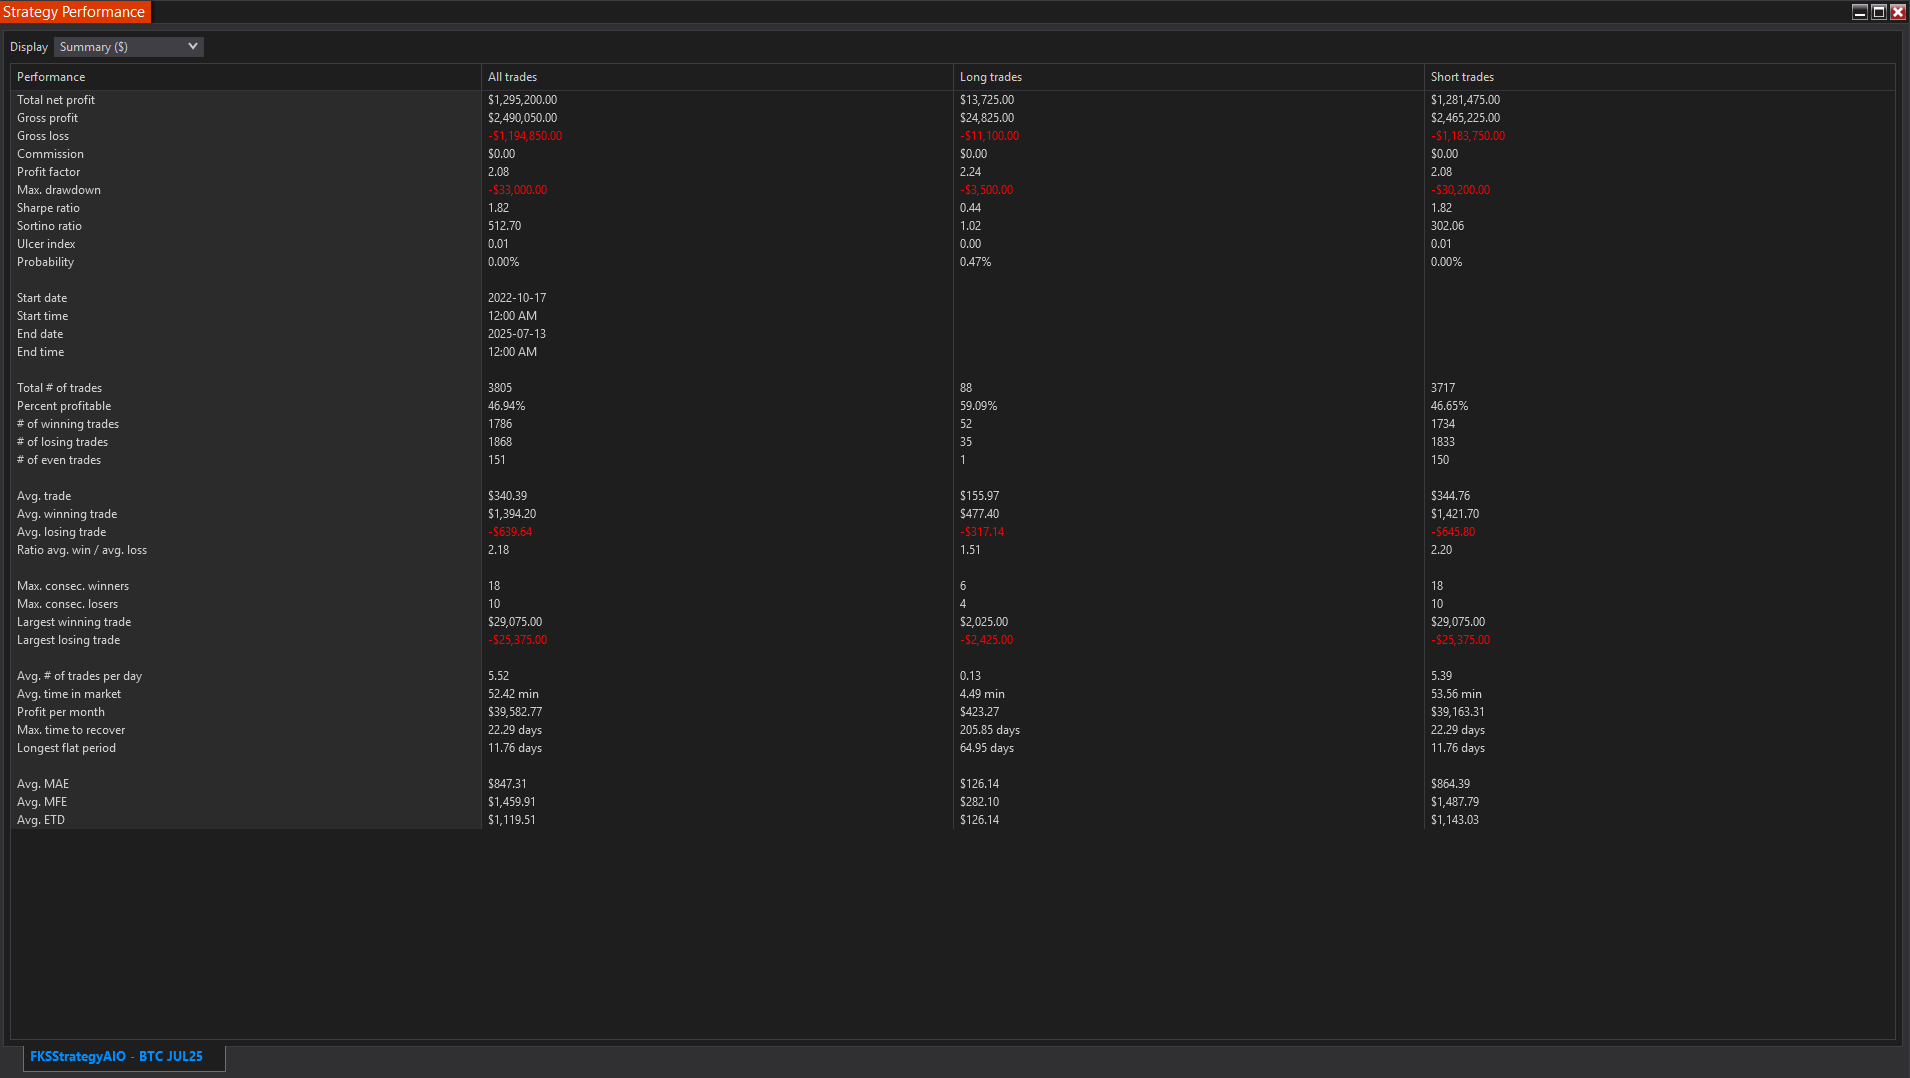 Strategy Performance
Display Summary ($)
Performance All trades Long trades Short trades
Total net profit $1,295,200.00 $13,725.00 $1,281,475.00
Gross profit $2,490,050.00 $24,825.00 $2,465,225.00
Gross loss -$1,194,850.00 -$11,100.00 -$1,183,750.00
Commission $0.00 $0.00 $0.00
Profit factor 2.08 2.24 2.08
Max. drawdown -$33,000.00 -$3,500.00 -$30,200.00
Sharpe ratio 1.82 0.44 1.82
Sortino ratio 512.70 1.02 302.06
Ulcer index 0.01 0.00 0.01
Probability 0.00% 0.47% 0.00%
Start date 2022-10-17
Start time 12:00 AM
End date 2025-07-13
End time 12:00 AM
Total # of trades 3805 88 3717
Percent profitable 46.94% 59.09% 46.65%
# of winning trades 1786 52 1734
# of losing trades 1868 35 1833
# of even trades 151 1 150
Avg. trade $340.39 $155.97 $344.76
Avg. winning trade $1,394.20 $477.40 $1,421.70
Avg. losing trade -$639.64 -$317.14 -$645.80
Ratio avg. win / avg. loss 2.18 1.51 2.20
Max. consec. winners 18 6 18
Max. consec. losers 10 4 10
Largest winning trade $29,075.00 $2,025.00 $29,075.00
Largest losing trade -$25,375.00 -$2,425.00 -$25,375.00
Avg. # of trades per day 5.52 0.13 5.39
Avg. time in market 52.42 min 4.49 min 53.56 min
Profit per month $39,582.77 $423.27 $39,163.31
Max. time to recover 22.29 days 205.85 days 22.29 days
Longest flat period 11.76 days 64.95 days 11.76 days
Avg. MAE $847.31 $126.14 $864.39
Avg. MFE $1,459.91 $282.10 $1,487.79
Avg. ETD $1,119.51 $126.14 $1,143.03
FKSStrategyAIO - BTC JUL25